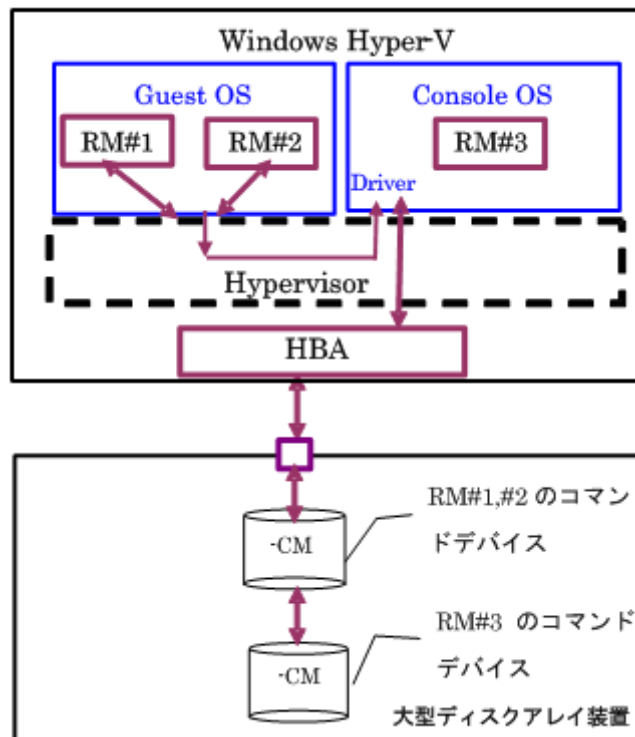 Windows Hyper-V
Guest OS
Console OS
RM#1
RM#2
RM#3
Driver
Hypervisor
HBA
RM#1,#2 のコマン
ドデバイス
-CM
RM#3 のコマンド
デバイス
-CM
大型ディスクアレイ装置